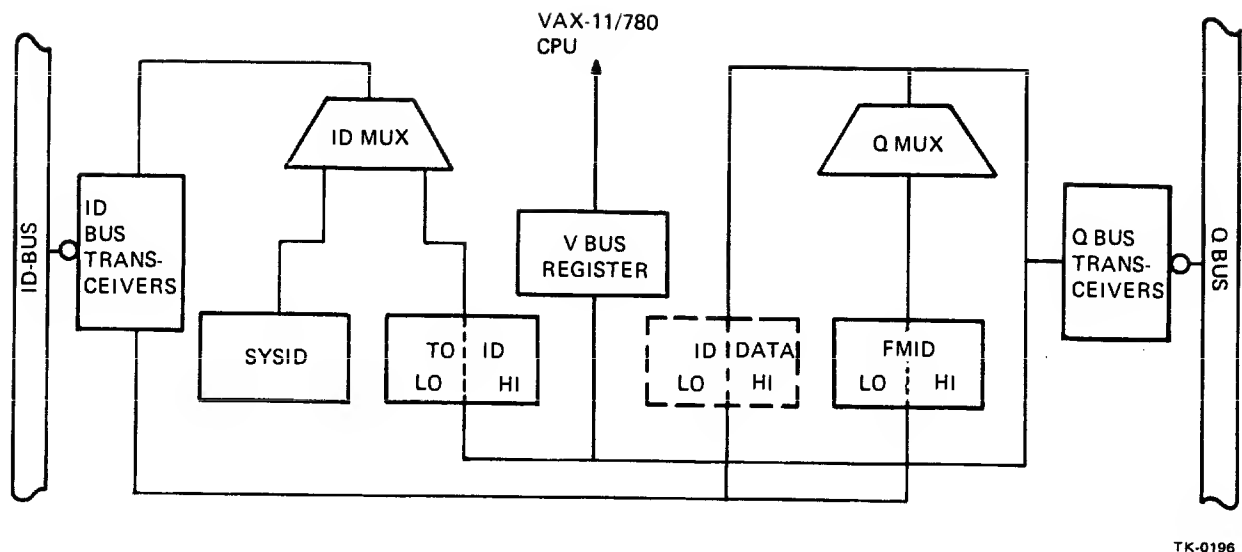 VAX-11/780
CPU
ID-BUS
ID
BUS
TRANS-
CEIVERS
ID MUX
SYSID
TO ID
LO HI
V BUS
REGISTER
Q MUX
ID DATA
LO HI
FMID
LO HI
Q BUS
TRANS-
CEIVERS
Q BUS
TK-0196